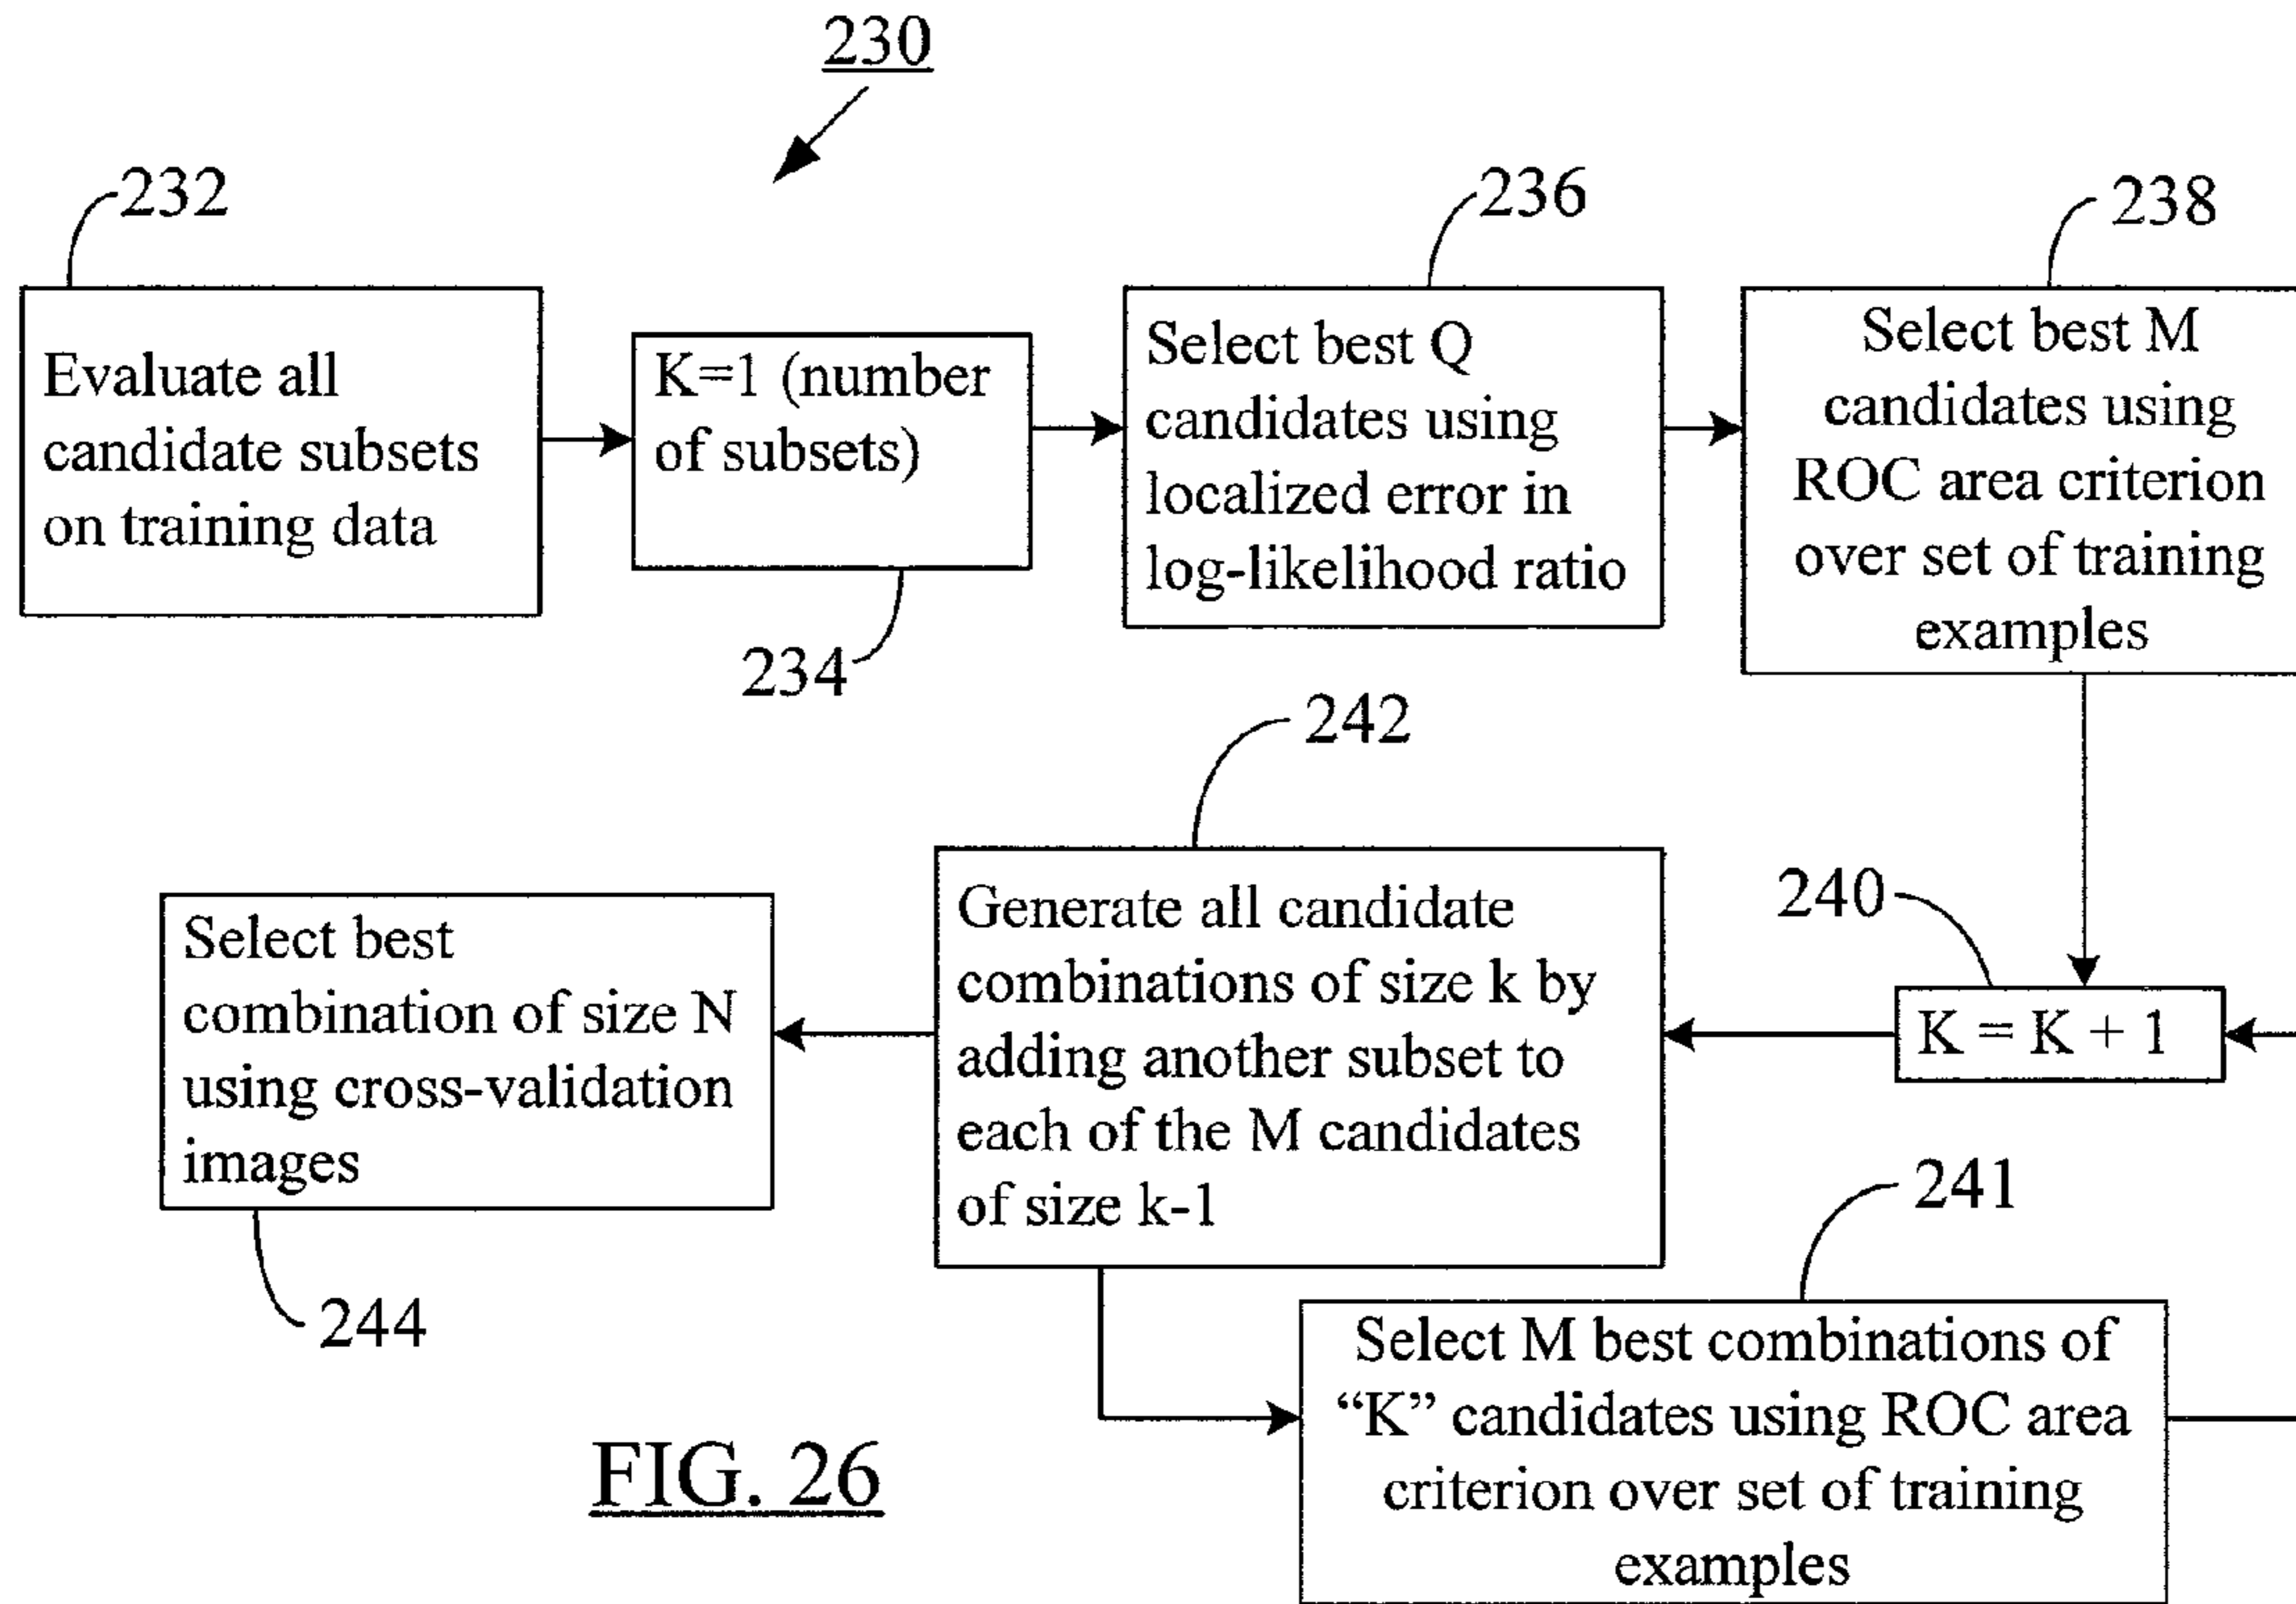 230
232
Evaluate all
candidate subsets
on training data
K=1 (number
of subsets)
234
236
Select best Q
candidates using
localized error in
log-likelihood ratio
238
Select best M
candidates using
ROC area criterion
over set of training
examples
240
K = K + 1
242
Generate all candidate
combinations of size k by
adding another subset to
each of the M candidates
of size k-1
241
Select M best combinations of
“K” candidates using ROC area
criterion over set of training
examples
Select best
combination of size N
using cross-validation
images
244
FIG. 26